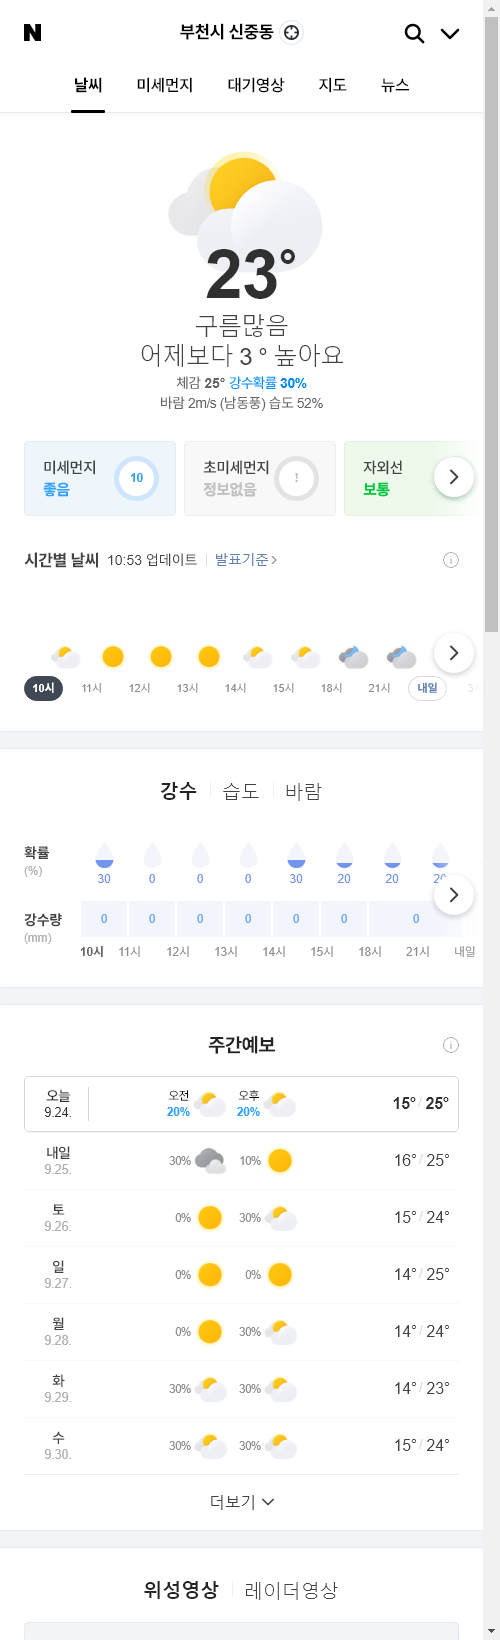 N 부천시 신중동
날씨 미세먼지 대기영상 지도 뉴스
23°
구름많음
어제보다 3 ° 높아요
체감 25° 강수확률 30%
바람 2m/s (남동풍) 습도 52%
미세먼지
좋음
10
초미세먼지
정보없음
!
자외선
보통
시간별 날씨 10:53 업데이트 발표기준
10시 11시 12시 13시 14시 15시 18시 21시 내일
강수 습도 바람
확률
(%)
30 0 0 0 30 20 20 20
강수량
(mm)
0 0 0 0 0 0 0
10시 11시 12시 13시 14시 15시 18시 21시 내일
주간예보
오늘 9.24. 오전 20% 오후 20% 15° / 25°
내일 9.25. 30% 10% 16° / 25°
토 9.26. 0% 30% 15° / 24°
일 9.27. 0% 0% 14° / 25°
월 9.28. 0% 30% 14° / 24°
화 9.29. 30% 30% 14° / 23°
수 9.30. 30% 30% 15° / 24°
더보기
위성영상 레이더영상